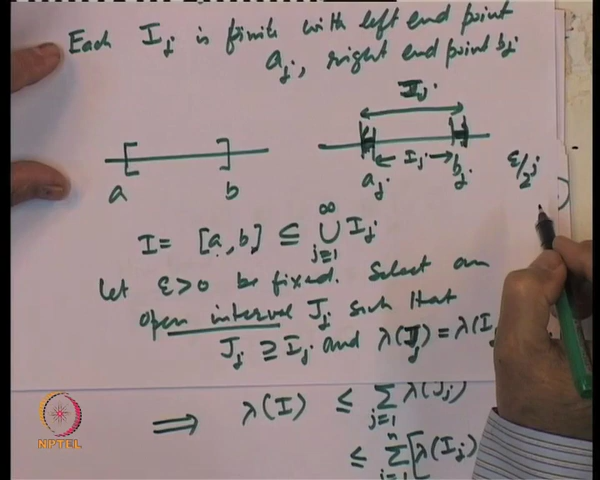 Each I_j is finite with left end point
a_j, right end point b_j
I_j
a b
a_j I_j b_j ε/2^j
I = [a, b] ⊆ ∪_{j=1}^∞ I_j
Let ε>0 be fixed. Select an
open interval J_j such that
J_j ⊇ I_j and λ(J_j) = λ(I_j
⟹ λ(I) ≤ Σ_{j=1} λ(J_j)
≤ Σ_{j=1}^n [λ(I_j)
NPTEL